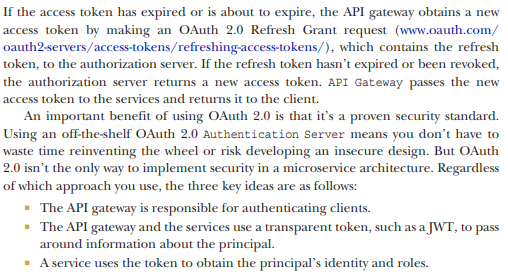 If the access token has expired or is about to expire, the API gateway obtains a new
access token by making an OAuth 2.0 Refresh Grant request (www.oauth.com/
oauth2-servers/access-tokens/refreshing-access-tokens/), which contains the refresh
token, to the authorization server. If the refresh token hasn't expired or been revoked,
the authorization server returns a new access token. API Gateway passes the new
access token to the services and returns it to the client.
An important benefit of using OAuth 2.0 is that it's a proven security standard.
Using an off-the-shelf OAuth 2.0 Authentication Server means you don't have to
waste time reinventing the wheel or risk developing an insecure design. But OAuth
2.0 isn't the only way to implement security in a microservice architecture. Regardless
of which approach you use, the three key ideas are as follows:
▪ The API gateway is responsible for authenticating clients.
▪ The API gateway and the services use a transparent token, such as a JWT, to pass
around information about the principal.
▪ A service uses the token to obtain the principal's identity and roles.